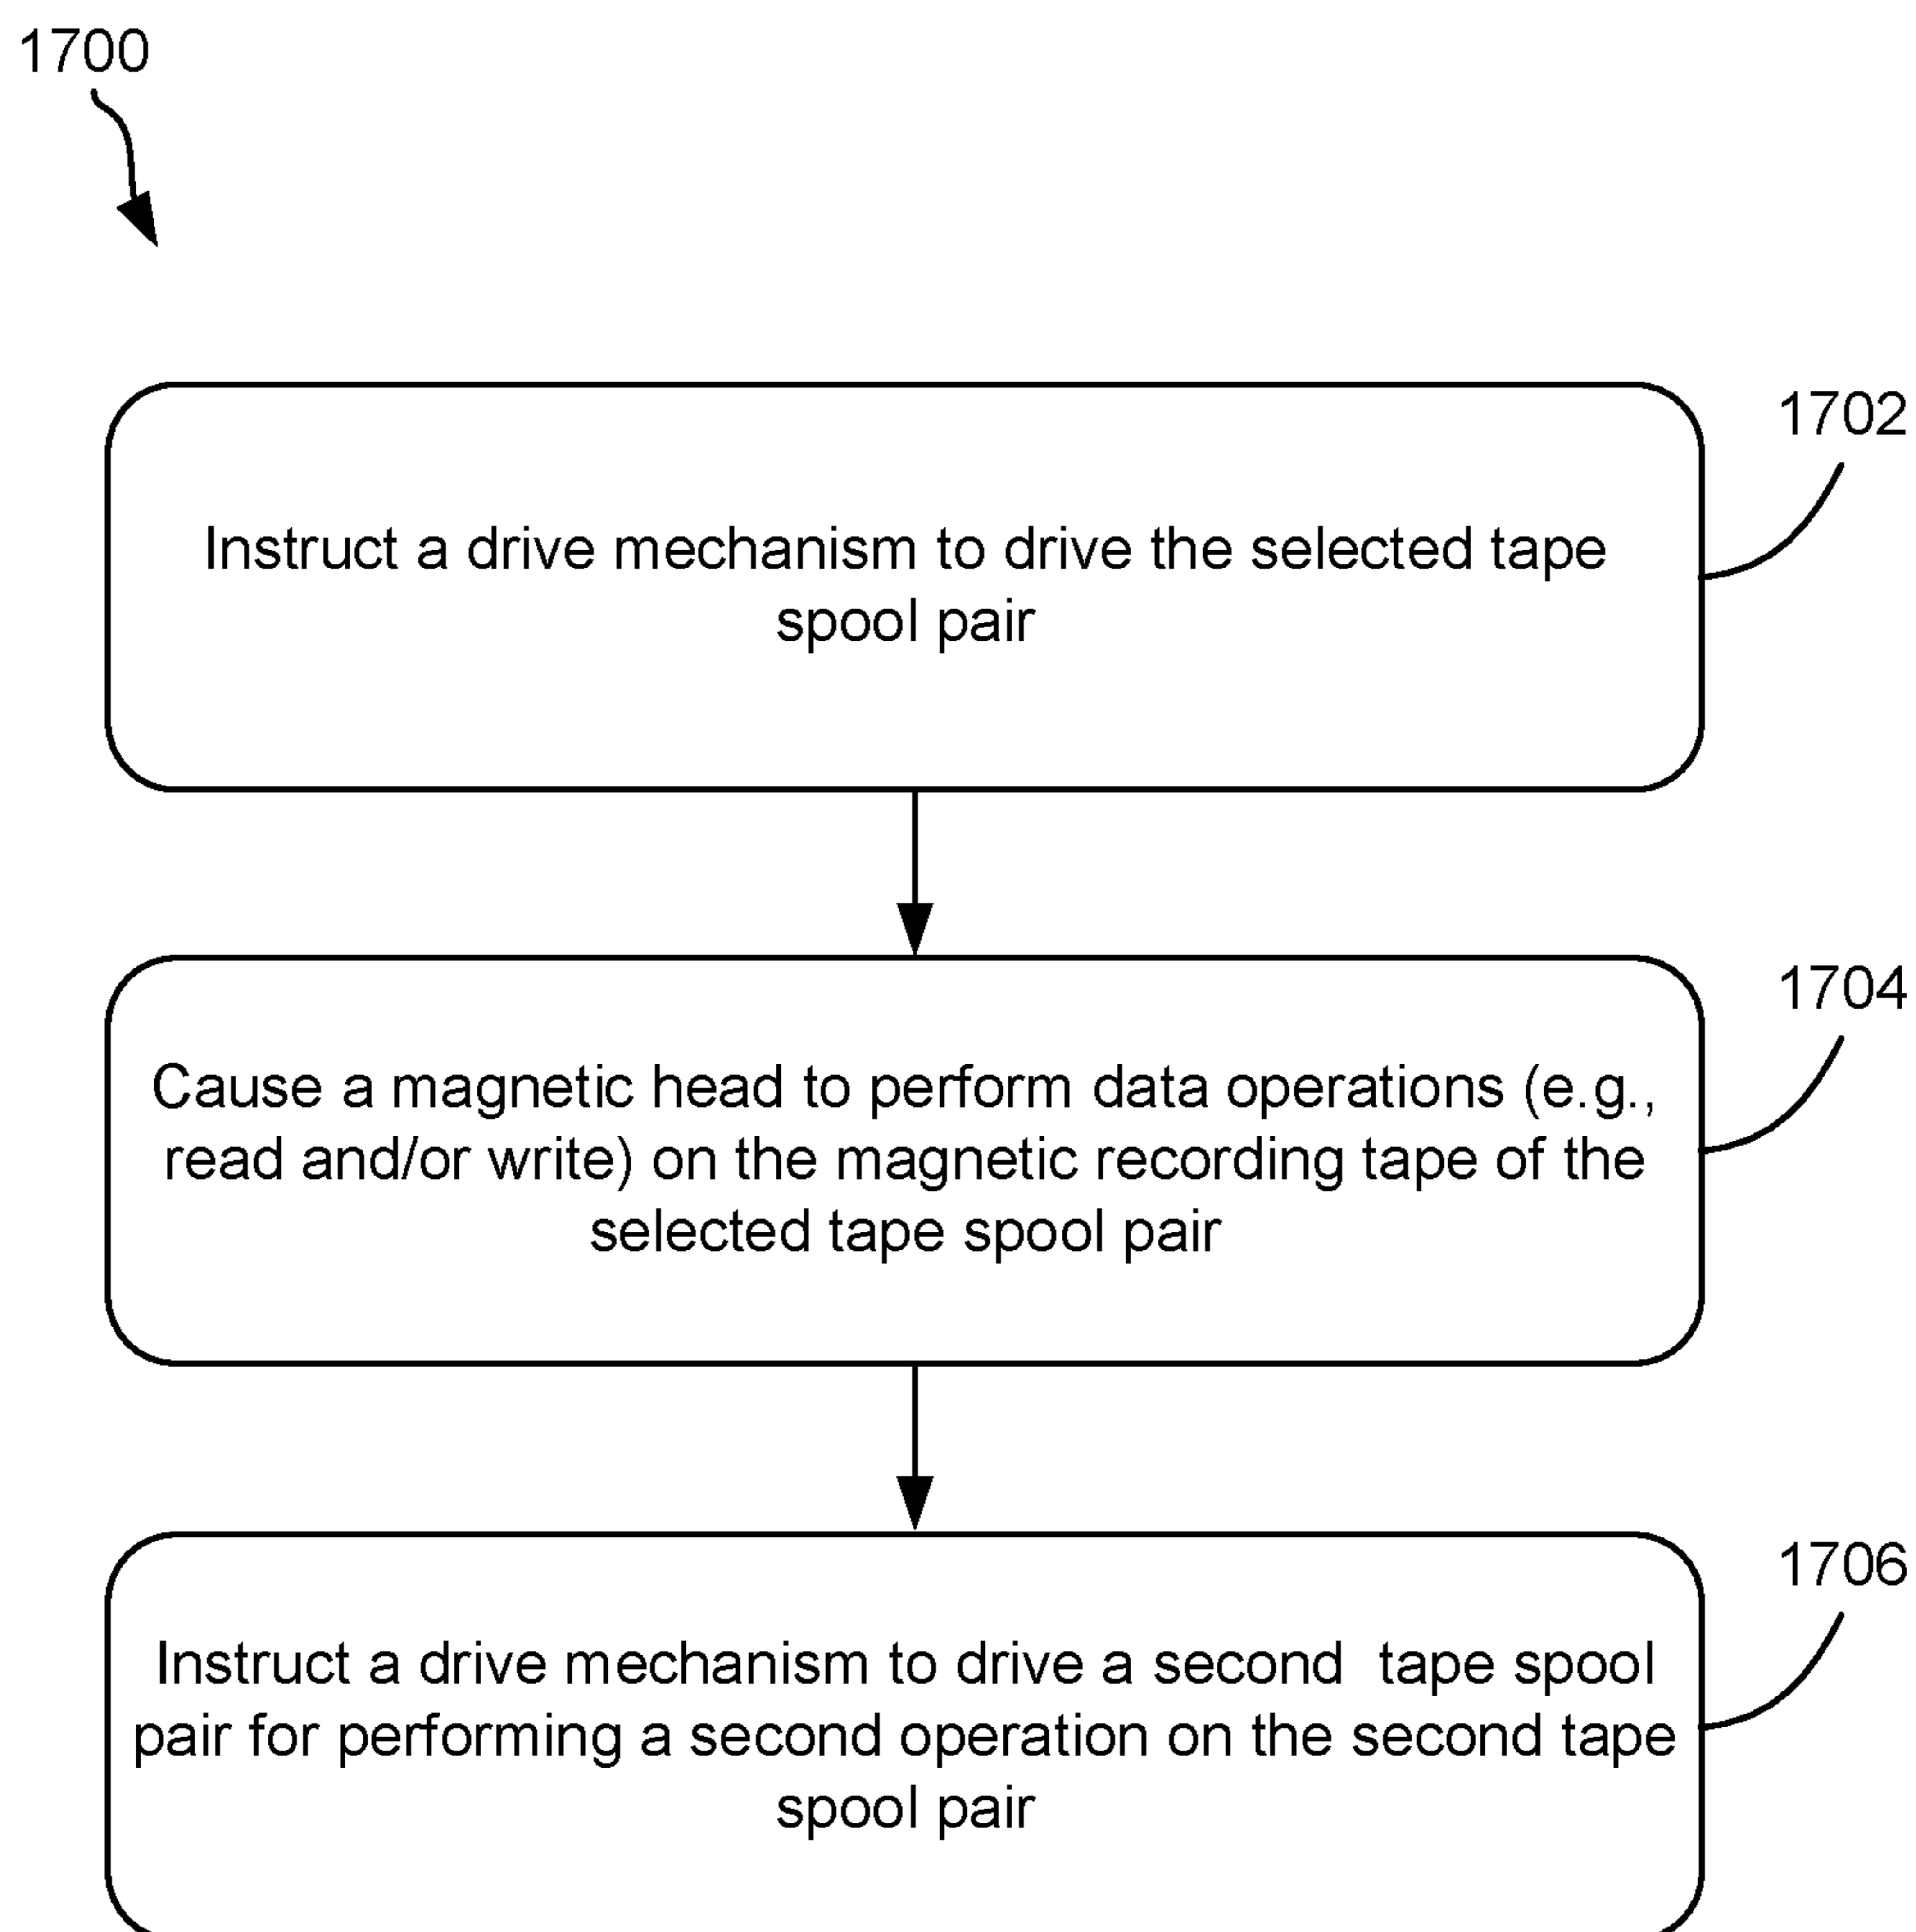 1700
1702
Instruct a drive mechanism to drive the selected tape
spool pair
1704
Cause a magnetic head to perform data operations (e.g.,
read and/or write) on the magnetic recording tape of the
selected tape spool pair
1706
Instruct a drive mechanism to drive a second  tape spool
pair for performing a second operation on the second tape
spool pair